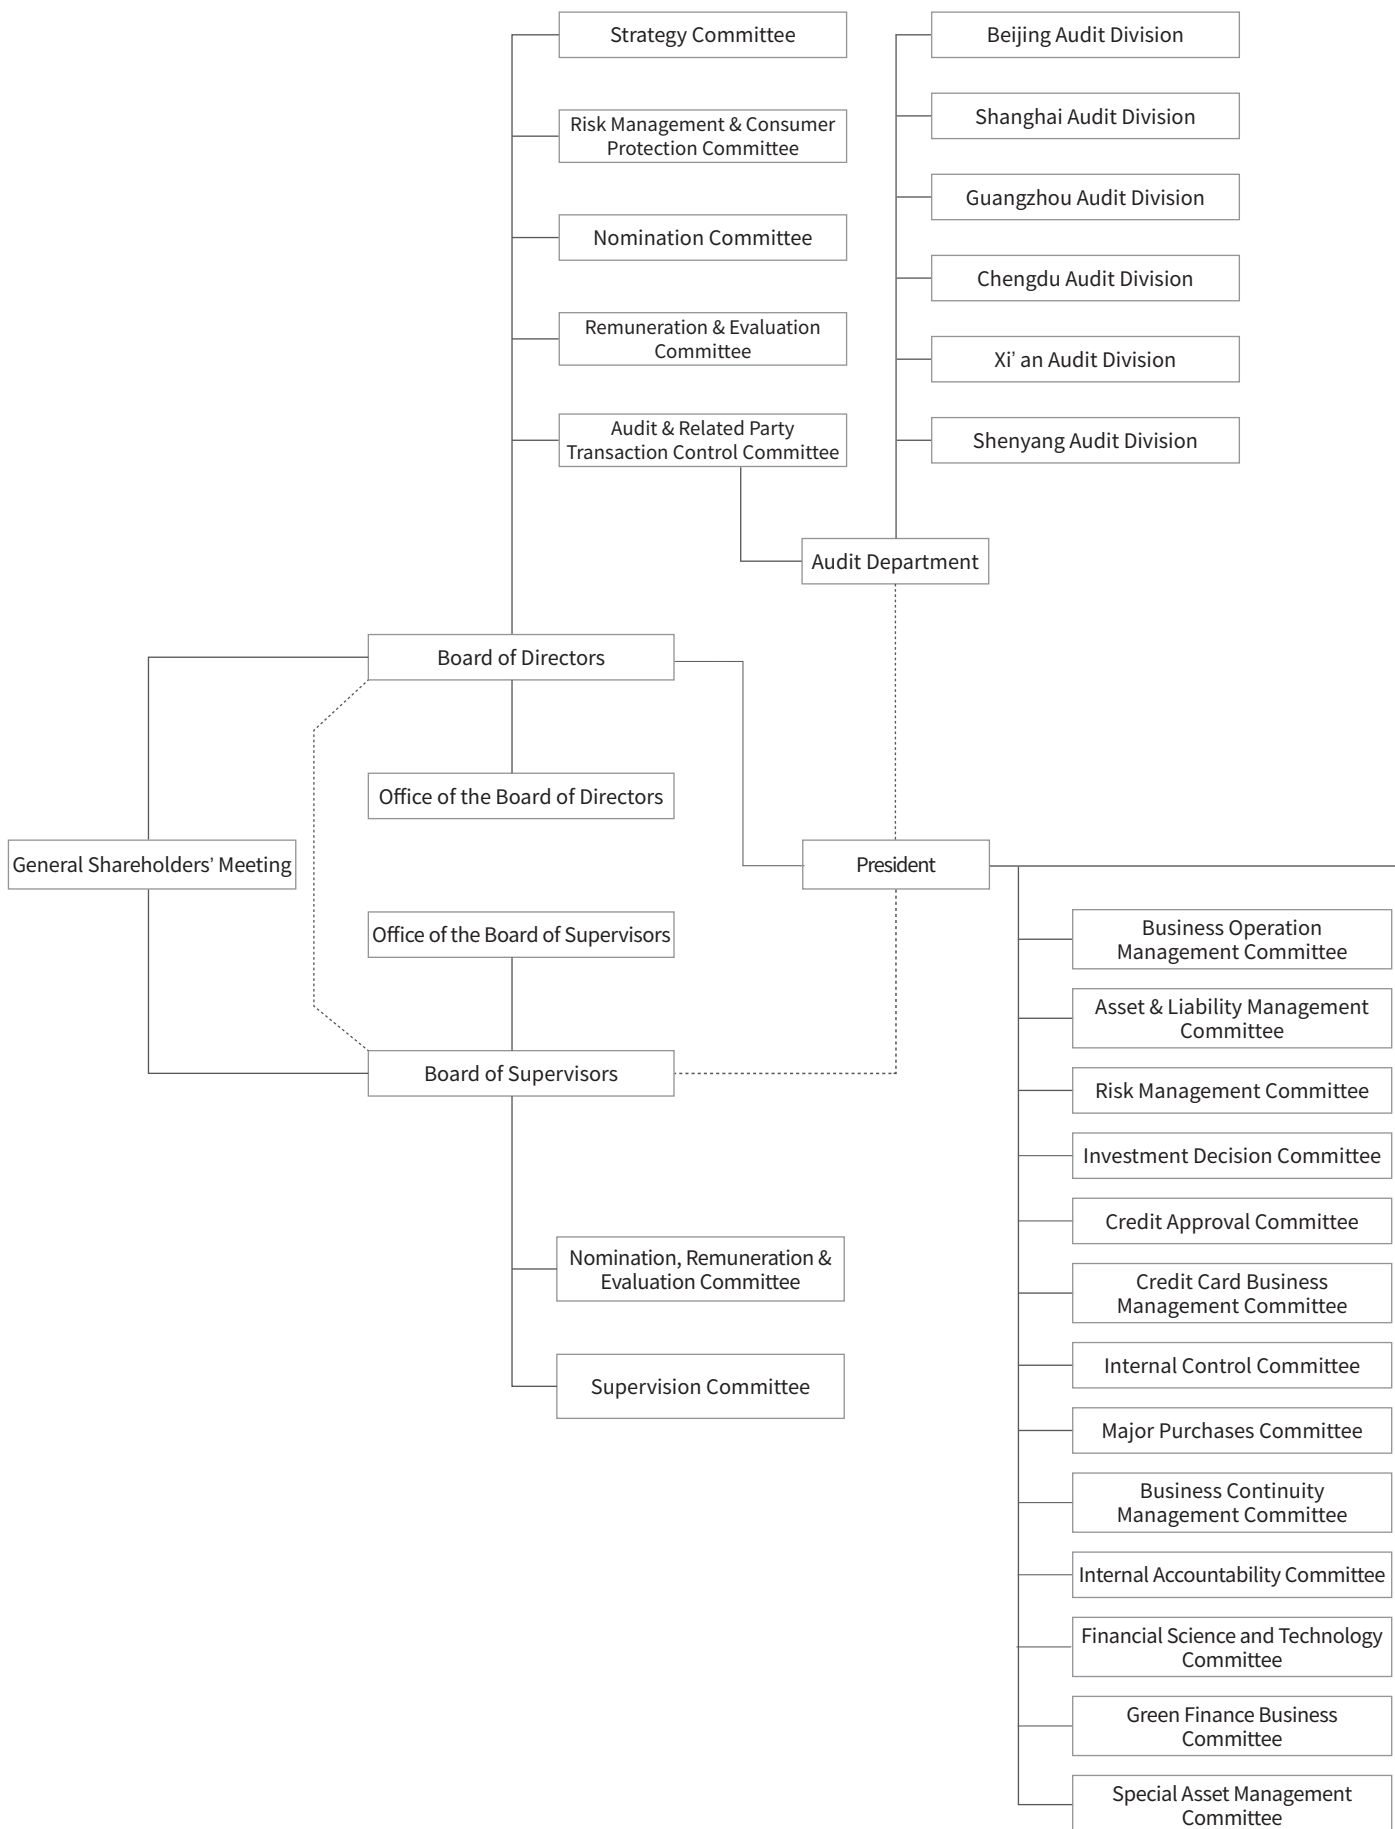 Strategy Committee
Risk Management & Consumer
Protection Committee
Nomination Committee
Remuneration & Evaluation
Committee
Audit & Related Party
Transaction Control Committee
Beijing Audit Division
Shanghai Audit Division
Guangzhou Audit Division
Chengdu Audit Division
Xi’ an Audit Division
Shenyang Audit Division
Audit Department
Board of Directors
Office of the Board of Directors
General Shareholders’ Meeting
President
Office of the Board of Supervisors
Board of Supervisors
Nomination, Remuneration &
Evaluation Committee
Supervision Committee
Business Operation
Management Committee
Asset & Liability Management
Committee
Risk Management Committee
Investment Decision Committee
Credit Approval Committee
Credit Card Business
Management Committee
Internal Control Committee
Major Purchases Committee
Business Continuity
Management Committee
Internal Accountability Committee
Financial Science and Technology
Committee
Green Finance Business
Committee
Special Asset Management
Committee